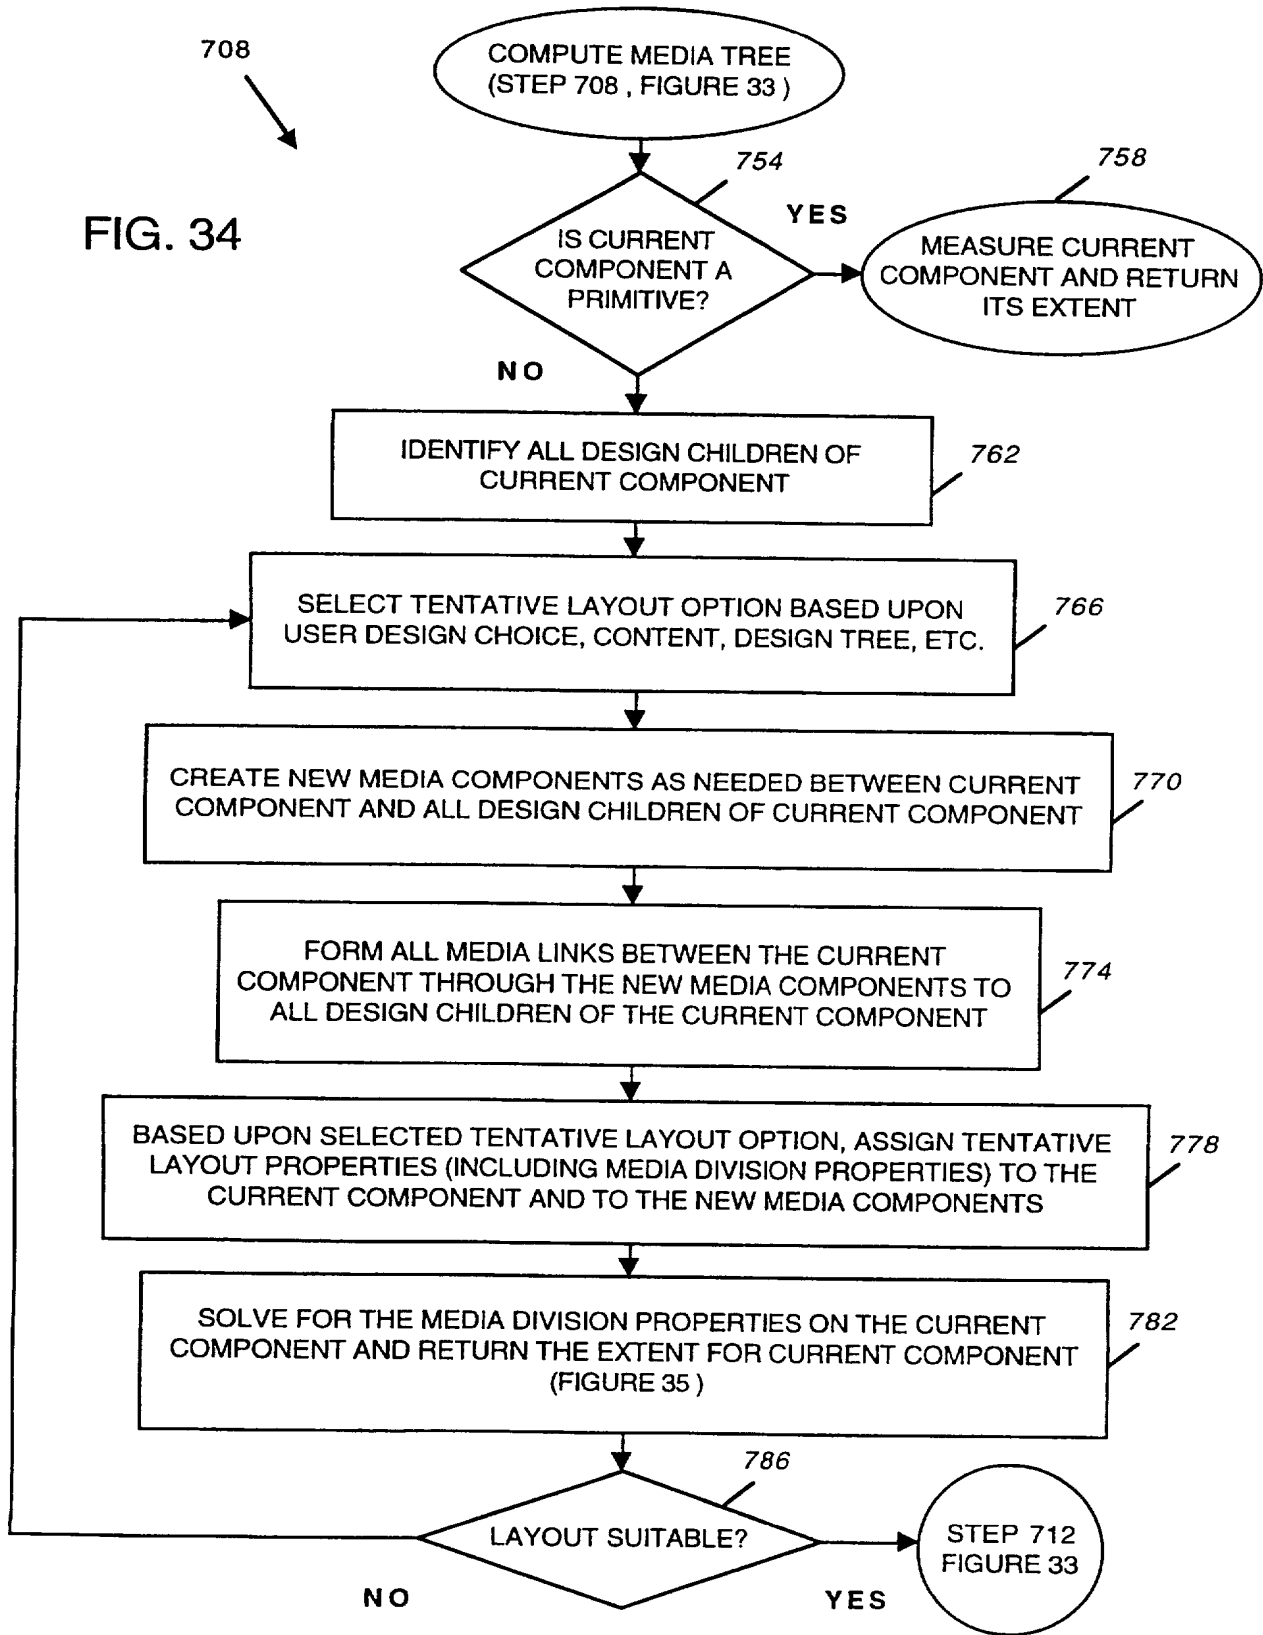 708
COMPUTE MEDIA TREE
(STEP 708 , FIGURE 33 )
754
758
FIG. 34
YES
IS CURRENT
COMPONENT A
PRIMITIVE?
MEASURE CURRENT
COMPONENT AND RETURN
ITS EXTENT
NO
IDENTIFY ALL DESIGN CHILDREN OF
CURRENT COMPONENT
762
SELECT TENTATIVE LAYOUT OPTION BASED UPON
USER DESIGN CHOICE, CONTENT, DESIGN TREE, ETC.
766
CREATE NEW MEDIA COMPONENTS AS NEEDED BETWEEN CURRENT
COMPONENT AND ALL DESIGN CHILDREN OF CURRENT COMPONENT
770
FORM ALL MEDIA LINKS BETWEEN THE CURRENT
COMPONENT THROUGH THE NEW MEDIA COMPONENTS TO
ALL DESIGN CHILDREN OF THE CURRENT COMPONENT
774
BASED UPON SELECTED TENTATIVE LAYOUT OPTION, ASSIGN TENTATIVE
LAYOUT PROPERTIES (INCLUDING MEDIA DIVISION PROPERTIES) TO THE
CURRENT COMPONENT AND TO THE NEW MEDIA COMPONENTS
778
SOLVE FOR THE MEDIA DIVISION PROPERTIES ON THE CURRENT
COMPONENT AND RETURN THE EXTENT FOR CURRENT COMPONENT
(FIGURE 35 )
782
786
LAYOUT SUITABLE?
STEP 712
FIGURE 33
NO
YES